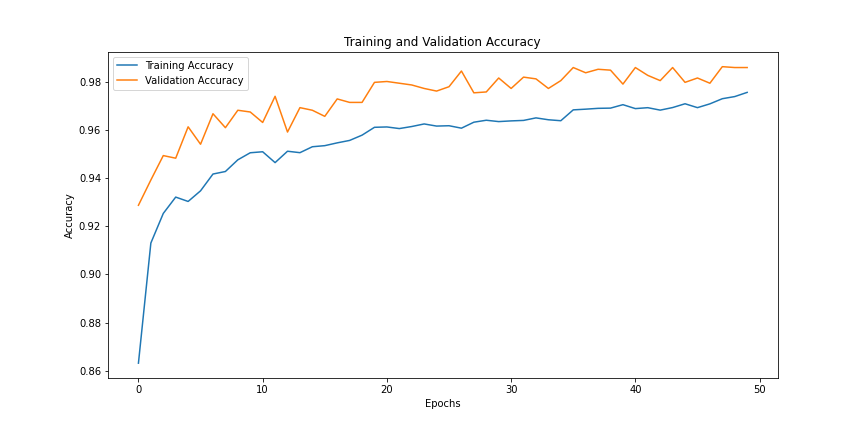 Training and Validation Accuracy
Training Accuracy
Validation Accuracy
0.98
0.96
0.94
0.92
0.90
0.88
0.86
Accuracy
0
10
20
30
40
50
Epochs